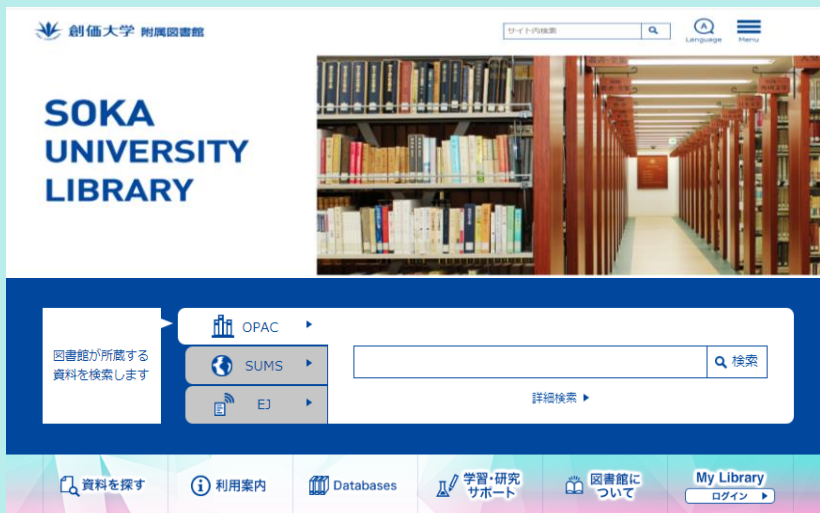 創価大学 附属図書館
サイト内検索
A
Language
Menu
SOKA
UNIVERSITY
LIBRARY
図書館が所蔵する
資料を検索します
OPAC
SUMS
EJ
検索
詳細検索
資料を探す
利用案内
Databases
学習・研究
サポート
図書館に
ついて
My Library
ログイン